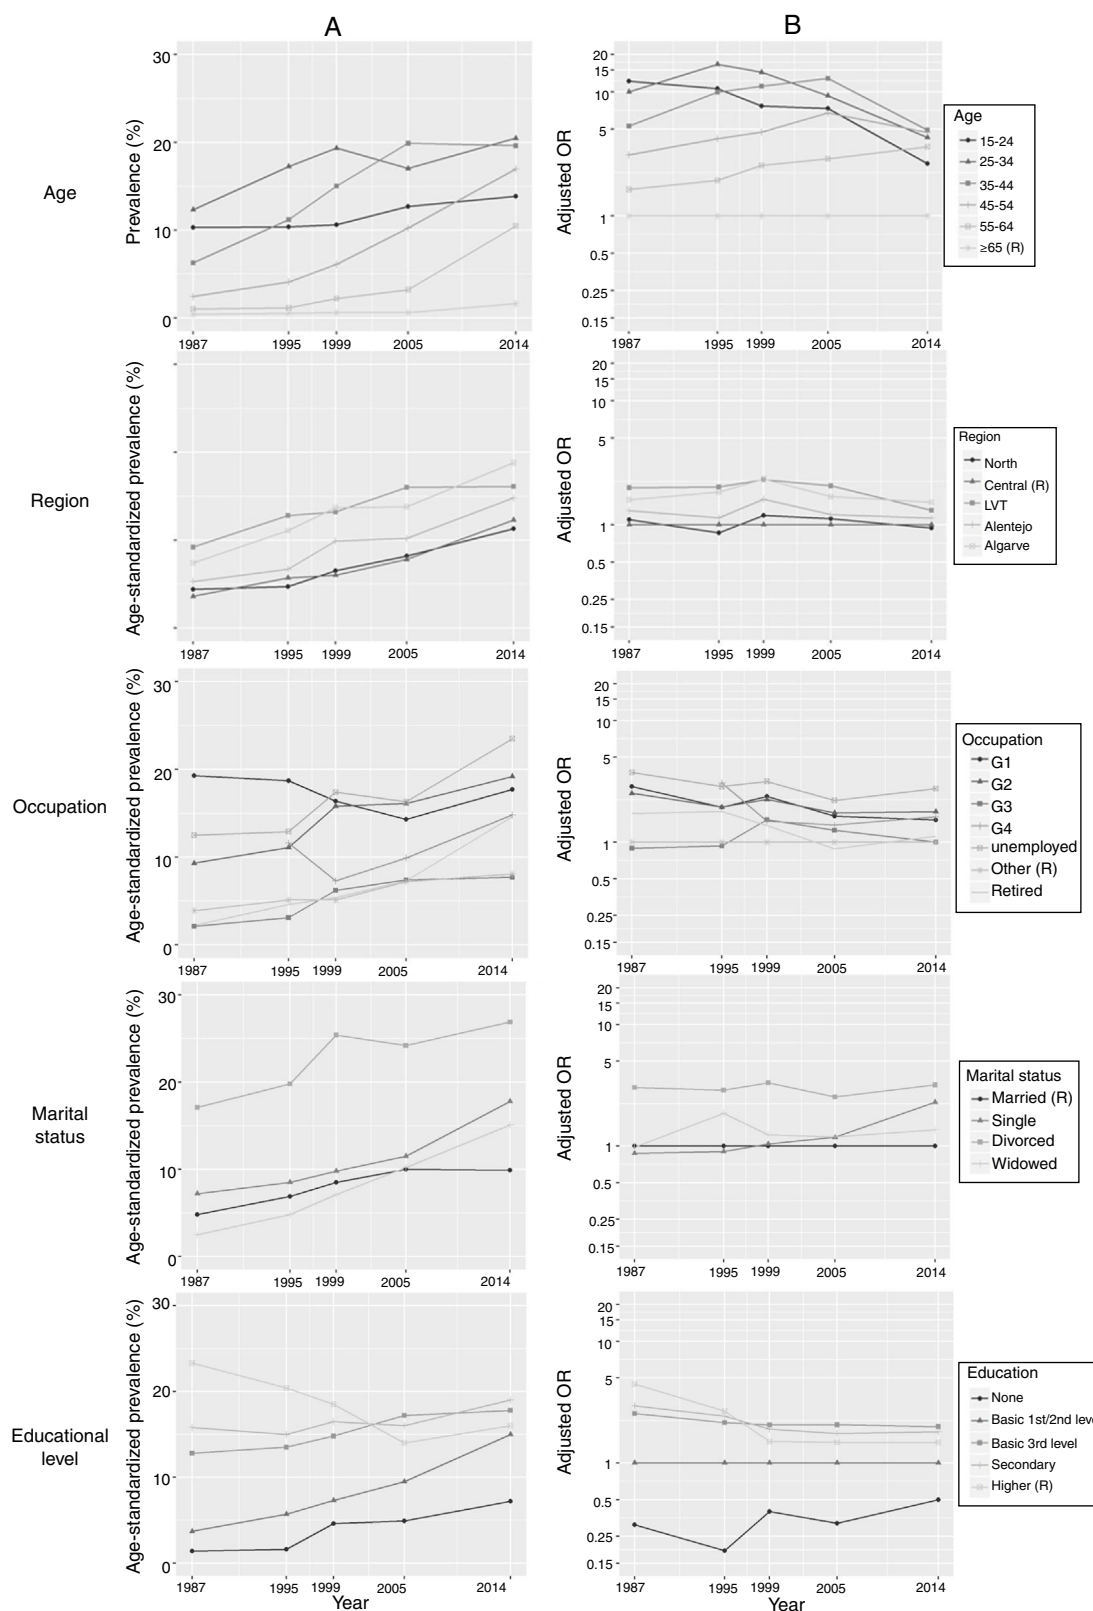 A
B
Age
Prevalence (%)
30
20
10
0
1987
1995
1999
2005
2014
Adjusted OR
20
15
10
5
1
0.5
0.25
0.15
1987
1995
1999
2005
2014
Age
15-24
25-34
35-44
45-54
55-64
≥65 (R)
Region
Age-standardized prevalence (%)
1987
1995
1999
2005
2014
Adjusted OR
20
15
10
5
1
0.5
0.25
0.15
1987
1995
1999
2005
2014
Region
North
Central (R)
LVT
Alentejo
Algarve
Occupation
Age-standardized prevalence (%)
30
20
10
0
1987
1995
1999
2005
2014
Adjusted OR
20
15
10
5
1
0.5
0.25
0.15
1987
1995
1999
2005
2014
Occupation
G1
G2
G3
G4
unemployed
Other (R)
Retired
Marital
status
Age-standardized prevalence (%)
30
20
10
0
1987
1995
1999
2005
2014
Adjusted OR
20
15
10
5
1
0.5
0.25
0.15
1987
1995
1999
2005
2014
Marital status
Married (R)
Single
Divorced
Widowed
Educational
level
Age-standardized prevalence (%)
30
20
10
0
1987
1995
1999
2005
2014
Year
Adjusted OR
20
15
10
5
1
0.5
0.25
0.15
1987
1995
1999
2005
2014
Year
Education
None
Basic 1st/2nd leve
Basic 3rd level
Secondary
Higher (R)